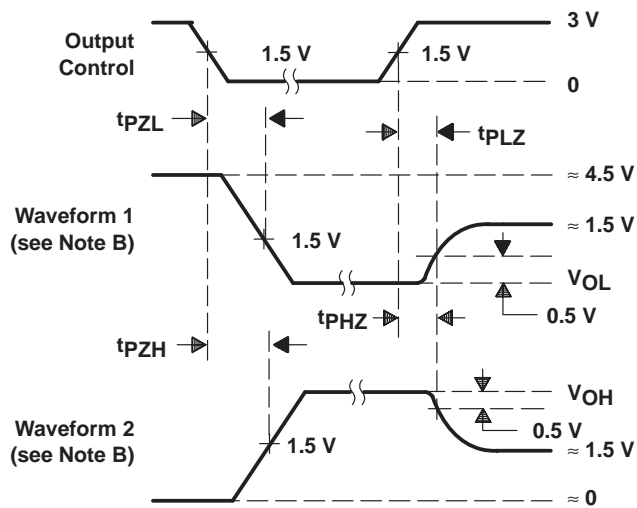 3 V
Output
Control
1.5 V
1.5 V
0
tPZL
tPLZ
≈ 4.5 V
Waveform 1
(see Note B)
1.5 V
≈ 1.5 V
VOL
0.5 V
tPHZ
tPZH
VOH
0.5 V
Waveform 2
(see Note B)
1.5 V
≈ 1.5 V
≈ 0